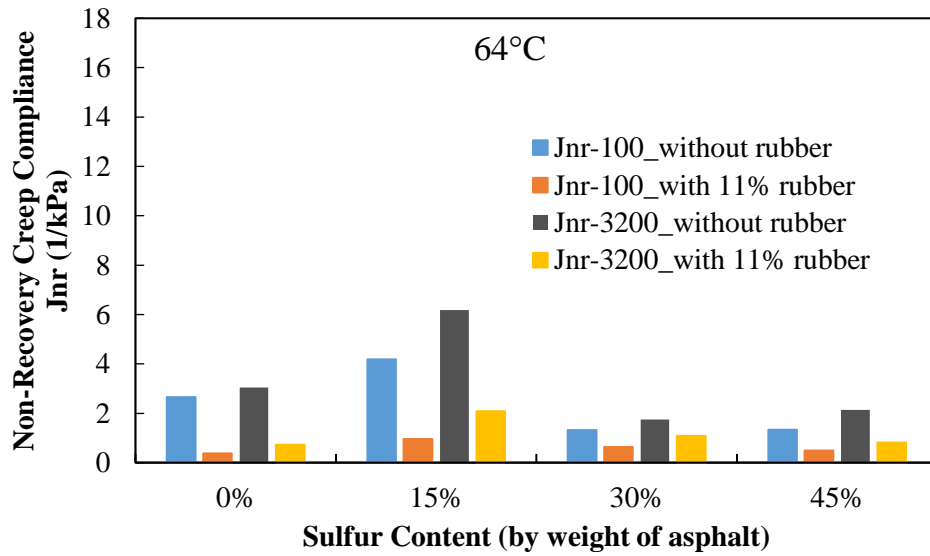 64°C
18
16
14
12
10
8
6
4
2
0
Non-Recovery Creep Compliance
Jnr (1/kPa)
Jnr-100_without rubber
Jnr-100_with 11% rubber
Jnr-3200_without rubber
Jnr-3200_with 11% rubber
0% 15% 30% 45%
Sulfur Content (by weight of asphalt)